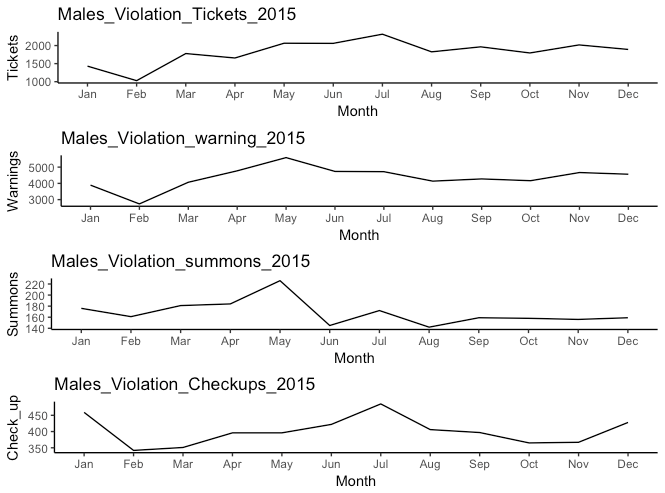 Males_Violation_Tickets_2015
Tickets
2000
1500
1000
Jan Feb Mar Apr May Jun Jul Aug Sep Oct Nov Dec
Month
Males_Violation_warning_2015
Warnings
5000
4000
3000
Jan Feb Mar Apr May Jun Jul Aug Sep Oct Nov Dec
Month
Males_Violation_summons_2015
Summons
220
200
180
160
140
Jan Feb Mar Apr May Jun Jul Aug Sep Oct Nov Dec
Month
Males_Violation_Checkups_2015
Check_up
450
400
350
Jan Feb Mar Apr May Jun Jul Aug Sep Oct Nov Dec
Month